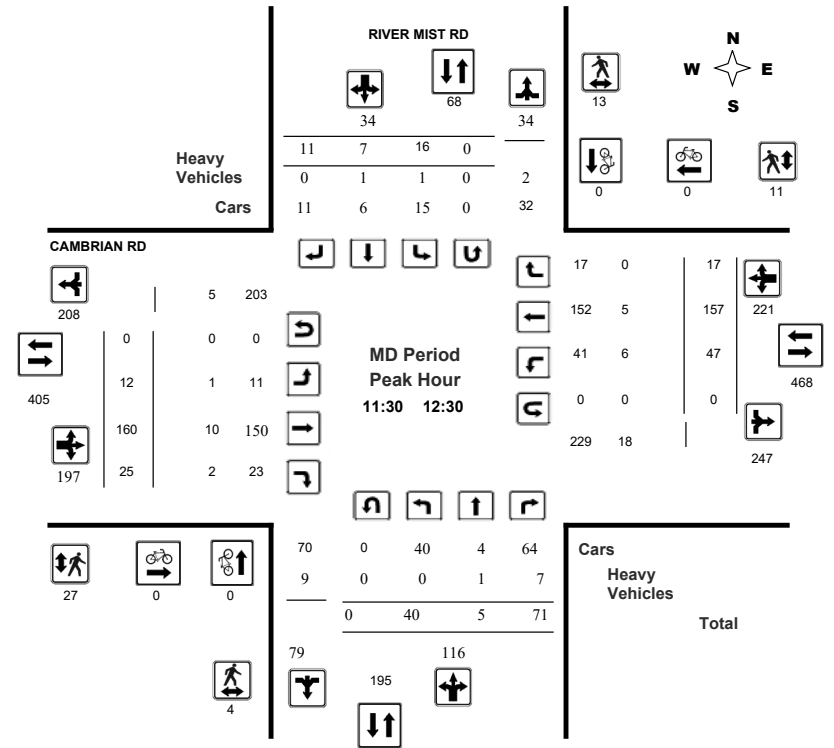 RIVER MIST RD
N
W E
S
68
13
34 34
11 7 16 0
Heavy
Vehicles
0 1 1 0 2
Cars
11 6 15 0 32
0 0 11
CAMBRIAN RD
208
5 203
17 0 17
152 5 157 221
0 0 0
MD Period
Peak Hour
11:30 12:30
405
12 1 11
41 6 47
468
160 10 150
0 0 0
197
25 2 23
229 18
247
70 0 40 4 64
Cars
9 0 0 1 7
Heavy
Vehicles
27 0 0
0 40 5 71
Total
79 116
195
4